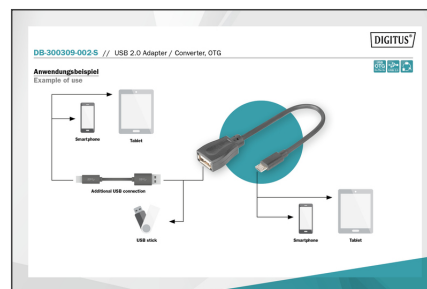 DIGITUS®
DB-300309-002-S // USB 2.0 Adapter / Converter, OTG
Anwendungsbeispiel
Example of use
OTG
Smartphone
Tablet
Additional USB connection
USB stick
Smartphone
Tablet